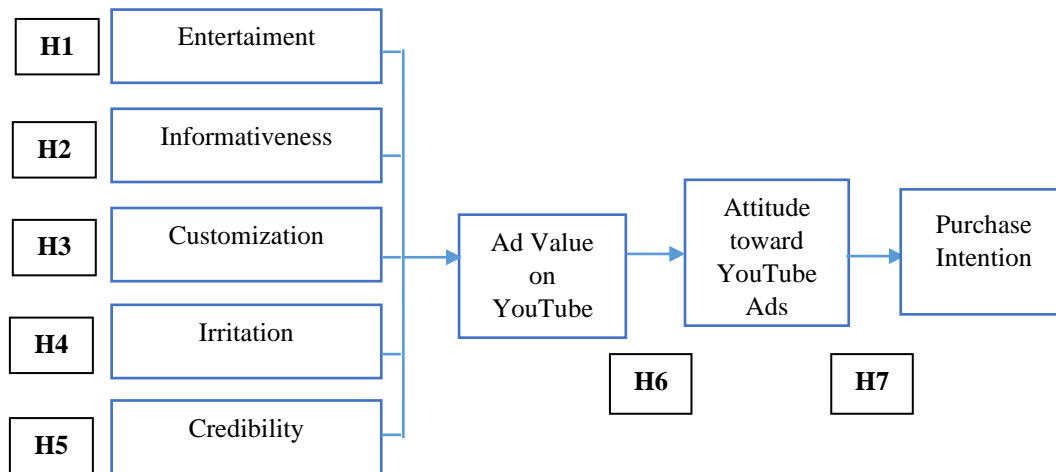 H1
Entertaiment
H2
Informativeness
H3
Customization
H4
Irritation
H5
Credibility
Ad Value
on
YouTube
H6
Attitude
toward
YouTube
Ads
H7
Purchase
Intention